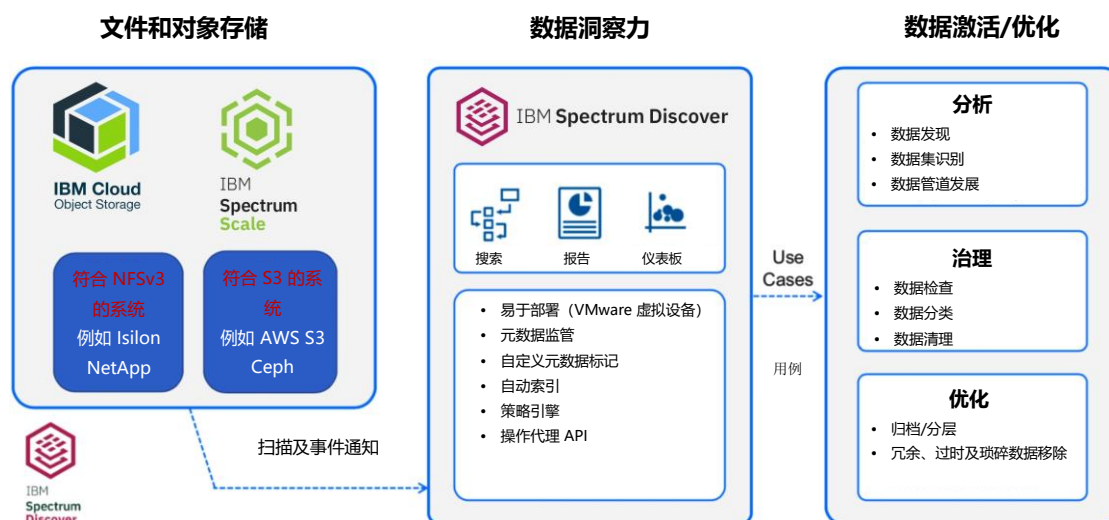 文件和对象存储
IBM Cloud
Object Storage
IBM
Spectrum
Scale
符合 NFSv3
的系统
例如 Isilon
NetApp
符合 S3 的系
统
例如 AWS S3
Ceph
IBM
Spectrum
Discover
扫描及事件通知
数据洞察力
IBM Spectrum Discover
搜索
报告
仪表板
• 易于部署（VMware 虚拟设备）
• 元数据监管
• 自定义元数据标记
• 自动索引
• 策略引擎
• 操作代理 API
Use
Cases
用例
数据激活/优化
分析
• 数据发现
• 数据集识别
• 数据管道发展
治理
• 数据检查
• 数据分类
• 数据清理
优化
• 归档/分层
• 冗余、过时及琐碎数据移除